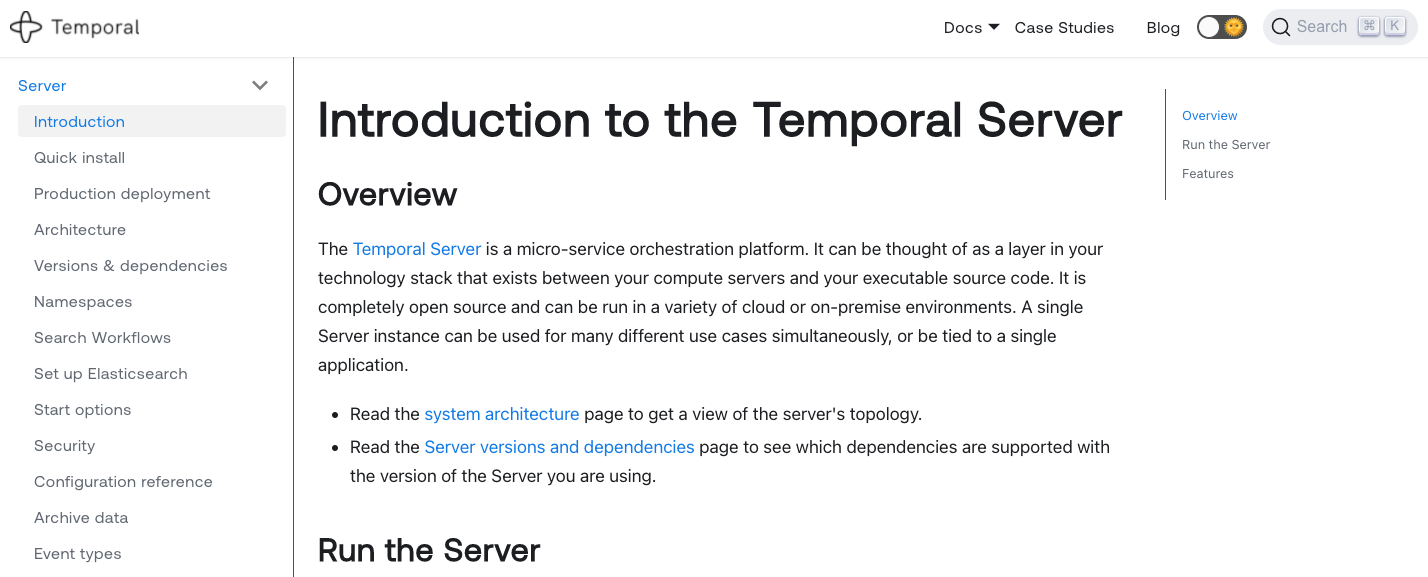 Temporal
Docs Case Studies Blog Search ⌘ K
Server
Introduction
Quick install
Production deployment
Architecture
Versions & dependencies
Namespaces
Search Workflows
Set up Elasticsearch
Start options
Security
Configuration reference
Archive data
Event types
Introduction to the Temporal Server
Overview
The Temporal Server is a micro-service orchestration platform. It can be thought of as a layer in your
technology stack that exists between your compute servers and your executable source code. It is
completely open source and can be run in a variety of cloud or on-premise environments. A single
Server instance can be used for many different use cases simultaneously, or be tied to a single
application.
• Read the system architecture page to get a view of the server's topology.
• Read the Server versions and dependencies page to see which dependencies are supported with
the version of the Server you are using.
Run the Server
Overview
Run the Server
Features